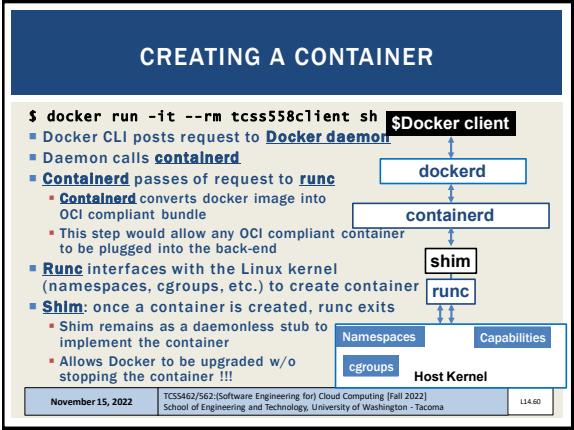 CREATING A CONTAINER
$ docker run -it --rm tcss558client sh
▪ Docker CLI posts request to Docker daemon
▪ Daemon calls containerd
▪ Containerd passes of request to runc
▪ Containerd converts docker image into
OCI compliant bundle
▪ This step would allow any OCI compliant container
to be plugged into the back-end
▪ Runc interfaces with the Linux kernel
(namespaces, cgroups, etc.) to create container
▪ Shim: once a container is created, runc exits
▪ Shim remains as a daemonless stub to
implement the container
▪ Allows Docker to be upgraded w/o
stopping the container !!!
$Docker client
dockerd
containerd
shim
runc
Namespaces
Capabilities
cgroups
Host Kernel
November 15, 2022
TCSS462/562:(Software Engineering for) Cloud Computing [Fall 2022]
School of Engineering and Technology, University of Washington - Tacoma
L14.60